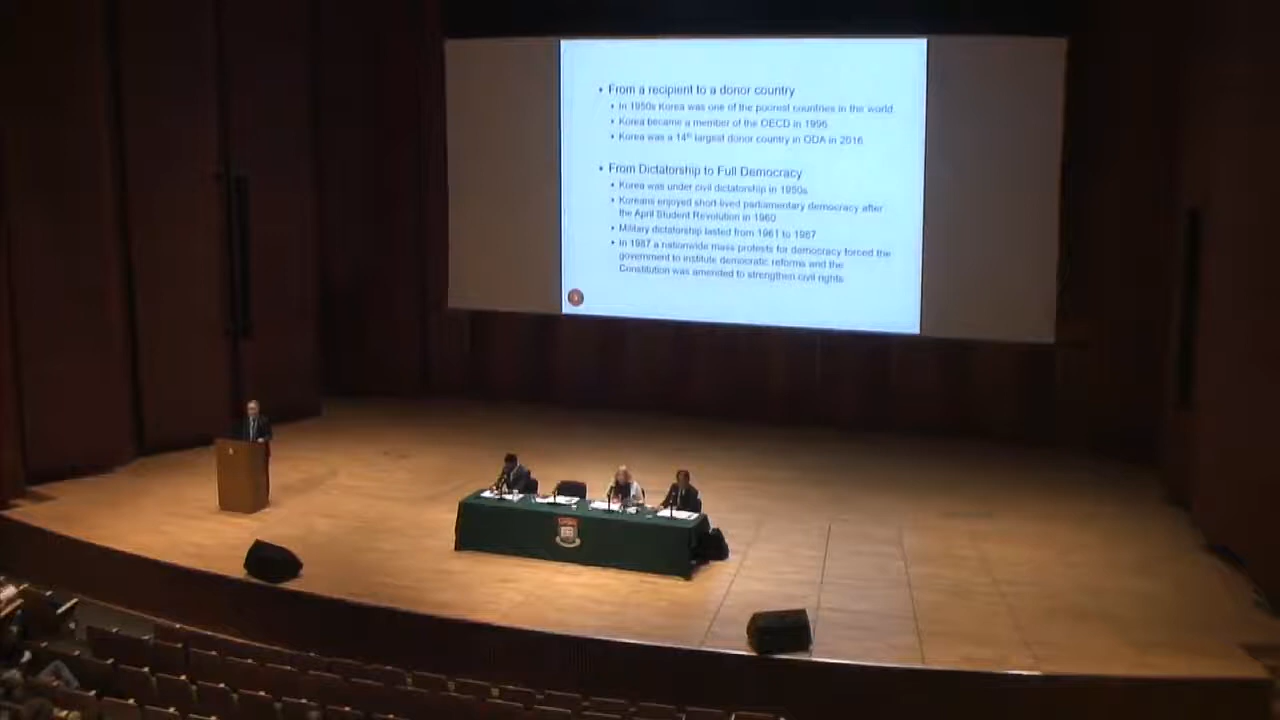 • From a recipient to a donor country
• In 1950s Korea was one of the poorest countries in the world.
• Korea became a member of the OECD in 1996
• Korea was a 14th largest donor country in ODA in 2016
• From Dictatorship to Full Democracy
• Korea was under civil dictatorship in 1950s
• Koreans enjoyed short-lived parliamentary democracy after
the April Student Revolution in 1960
• Military dictatorship lasted from 1961 to 1987
• In 1987 a nationwide mass protests for democracy forced the
government to institute democratic reforms and the
Constitution was amended to strengthen civil rights